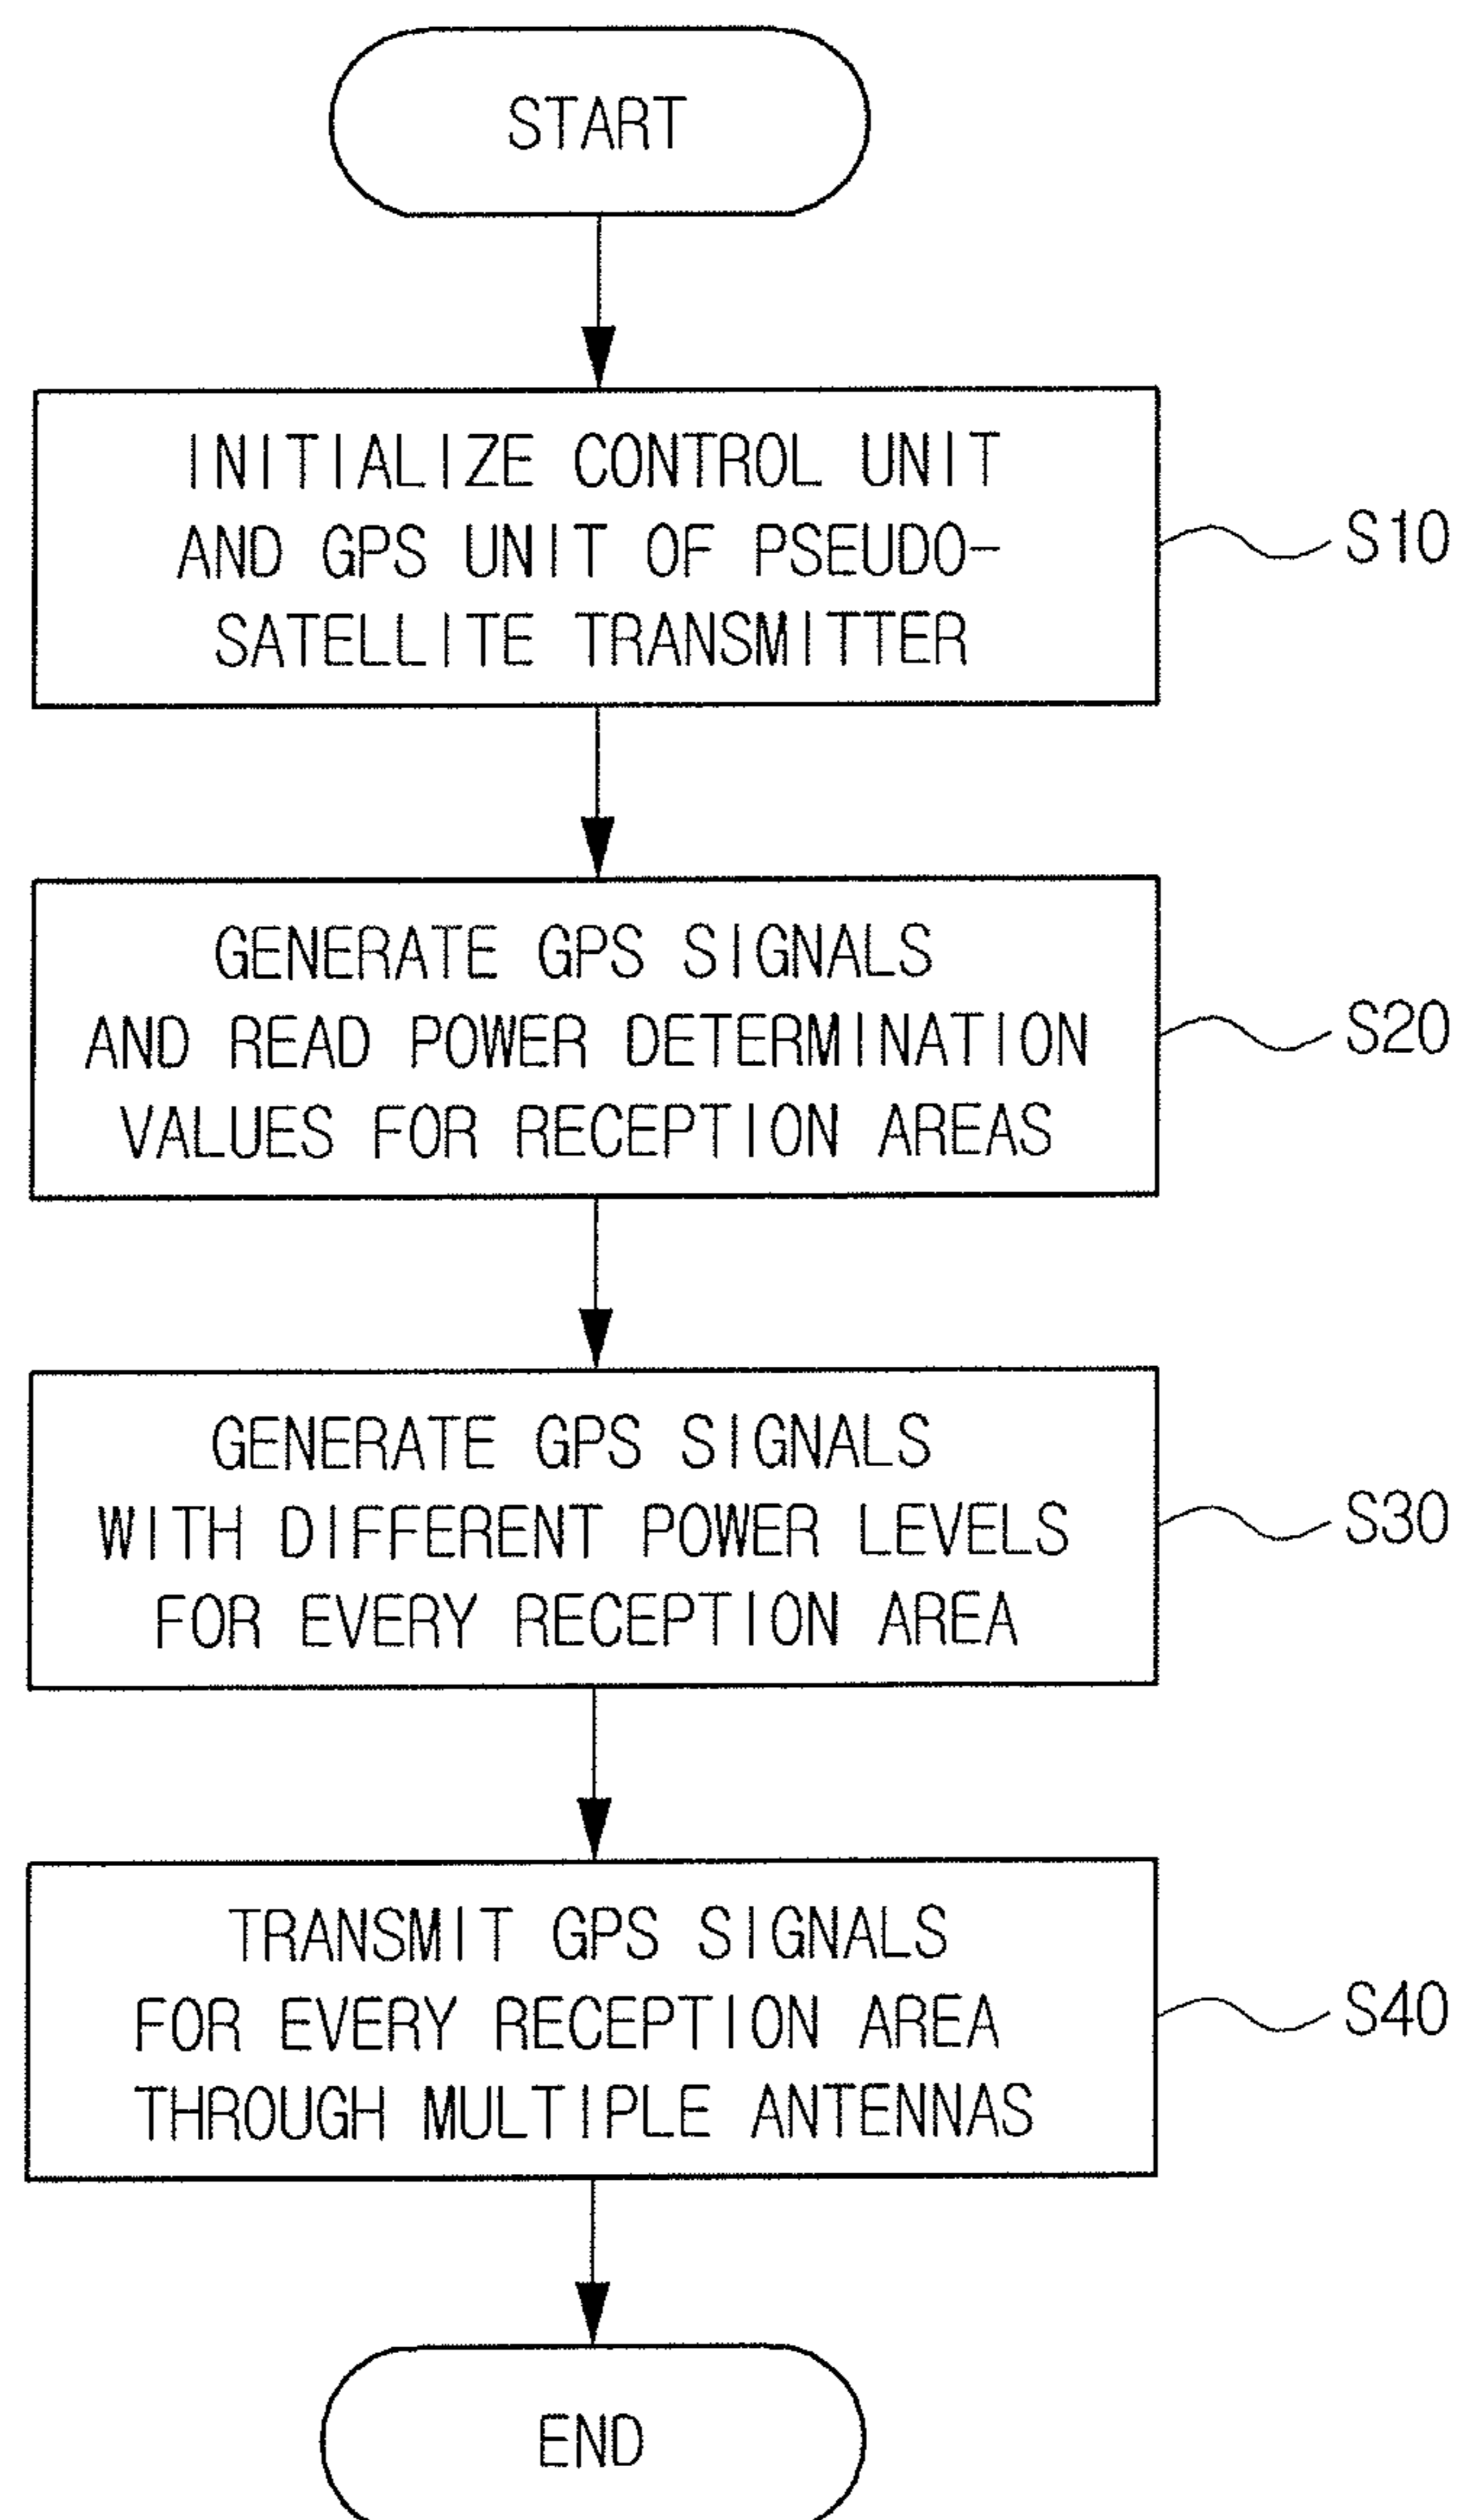 START
INITIALIZE CONTROL UNIT
AND GPS UNIT OF PSEUDO-
SATELLITE TRANSMITTER
S10
GENERATE GPS SIGNALS
AND READ POWER DETERMINATION
VALUES FOR RECEPTION AREAS
S20
GENERATE GPS SIGNALS
WITH DIFFERENT POWER LEVELS
FOR EVERY RECEPTION AREA
S30
TRANSMIT GPS SIGNALS
FOR EVERY RECEPTION AREA
THROUGH MULTIPLE ANTENNAS
S40
END